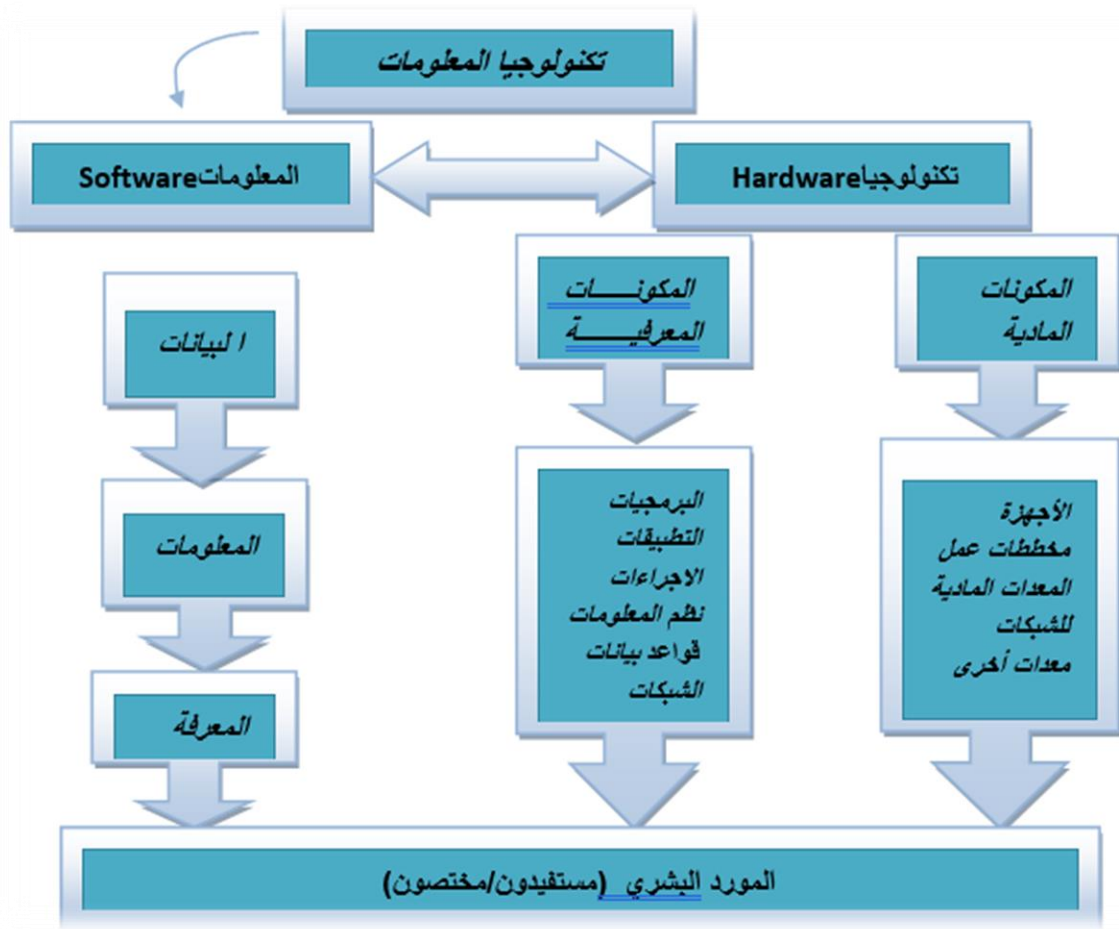 تكنولوجيا المعلومات
تكنولوجياHardware
المعلوماتSoftware
المكونات
المادية
المكونـــــات
المعرفيـــــة
ا لبيانات
الأجهزة
مخططات عمل
المعدات المادية
للشبكات
معدات أخرى
البرمجيات
التطبيقات
الاجراءات
نظم المعلومات
قواعد بيانات
الشبكات
المعلومات
المعرفة
المورد البشري (مستفيدون/مختصون)